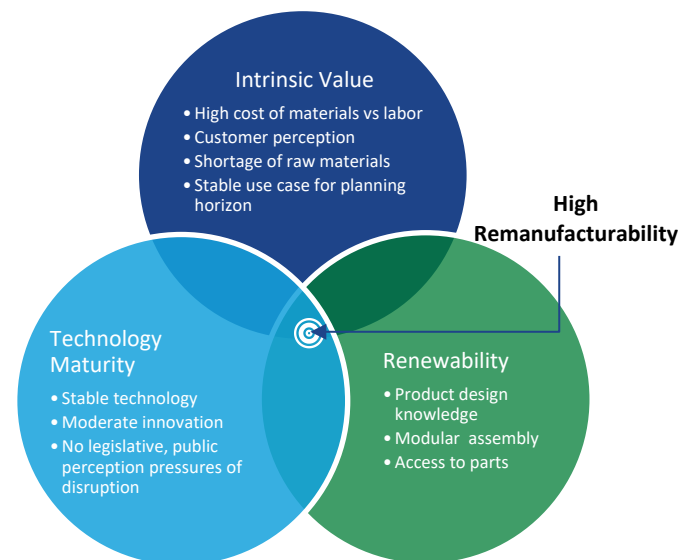 Intrinsic Value
• High cost of materials vs labor
• Customer perception
• Shortage of raw materials
• Stable use case for planning
horizon
High
Remanufacturability
Technology
Maturity
• Stable technology
• Moderate innovation
• No legislative, public
perception pressures of
disruption
Renewability
• Product design
knowledge
• Modular assembly
• Access to parts